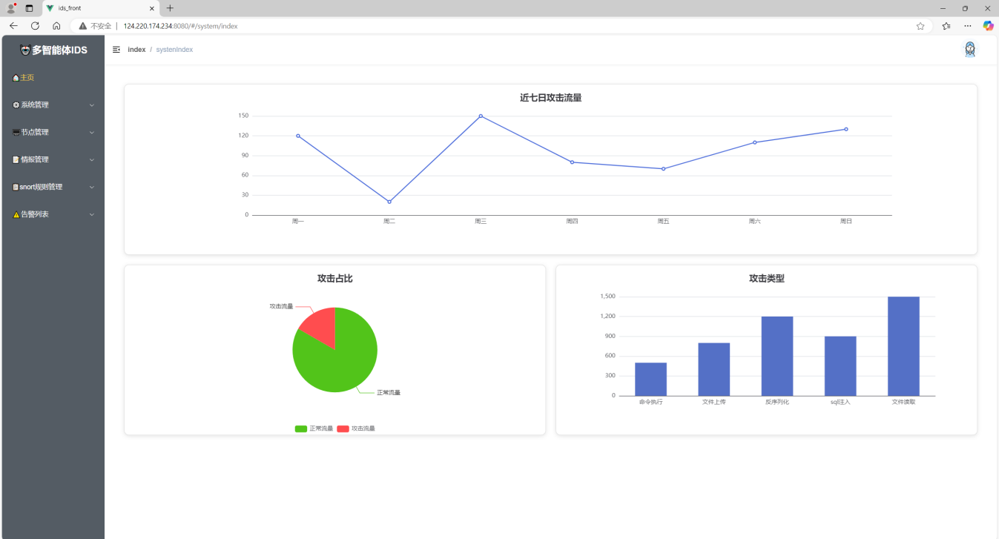 ids_front
不安全 | 124.220.174.234:8080/#/system/index
多智能体IDS
index / systenIndex
主页
系统管理
节点管理
情报管理
snort规则管理
告警列表
近七日攻击流量
150
120
90
60
30
0
周一 周二 周三 周四 周五 周六 周日
攻击占比
攻击流量
正常流量
正常流量 攻击流量
攻击类型
1,500
1,200
900
600
300
0
命令执行 文件上传 反序列化 sql注入 文件读取